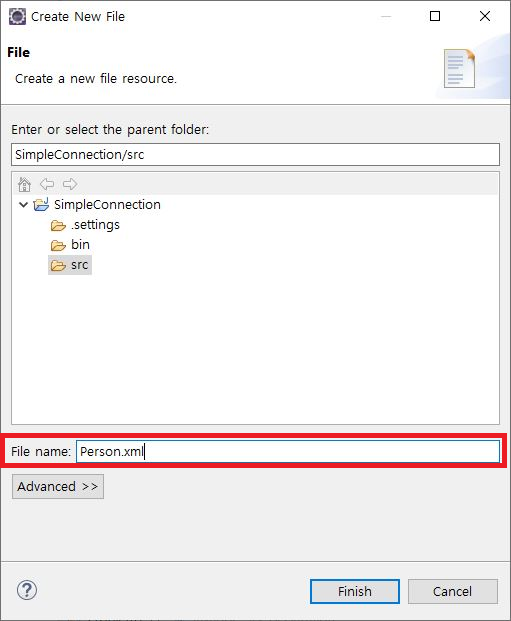 Create New File
File
Create a new file resource.
Enter or select the parent folder:
SimpleConnection/src
SimpleConnection
.settings
bin
src
File name: Person.xml
Advanced >>
?
Finish Cancel